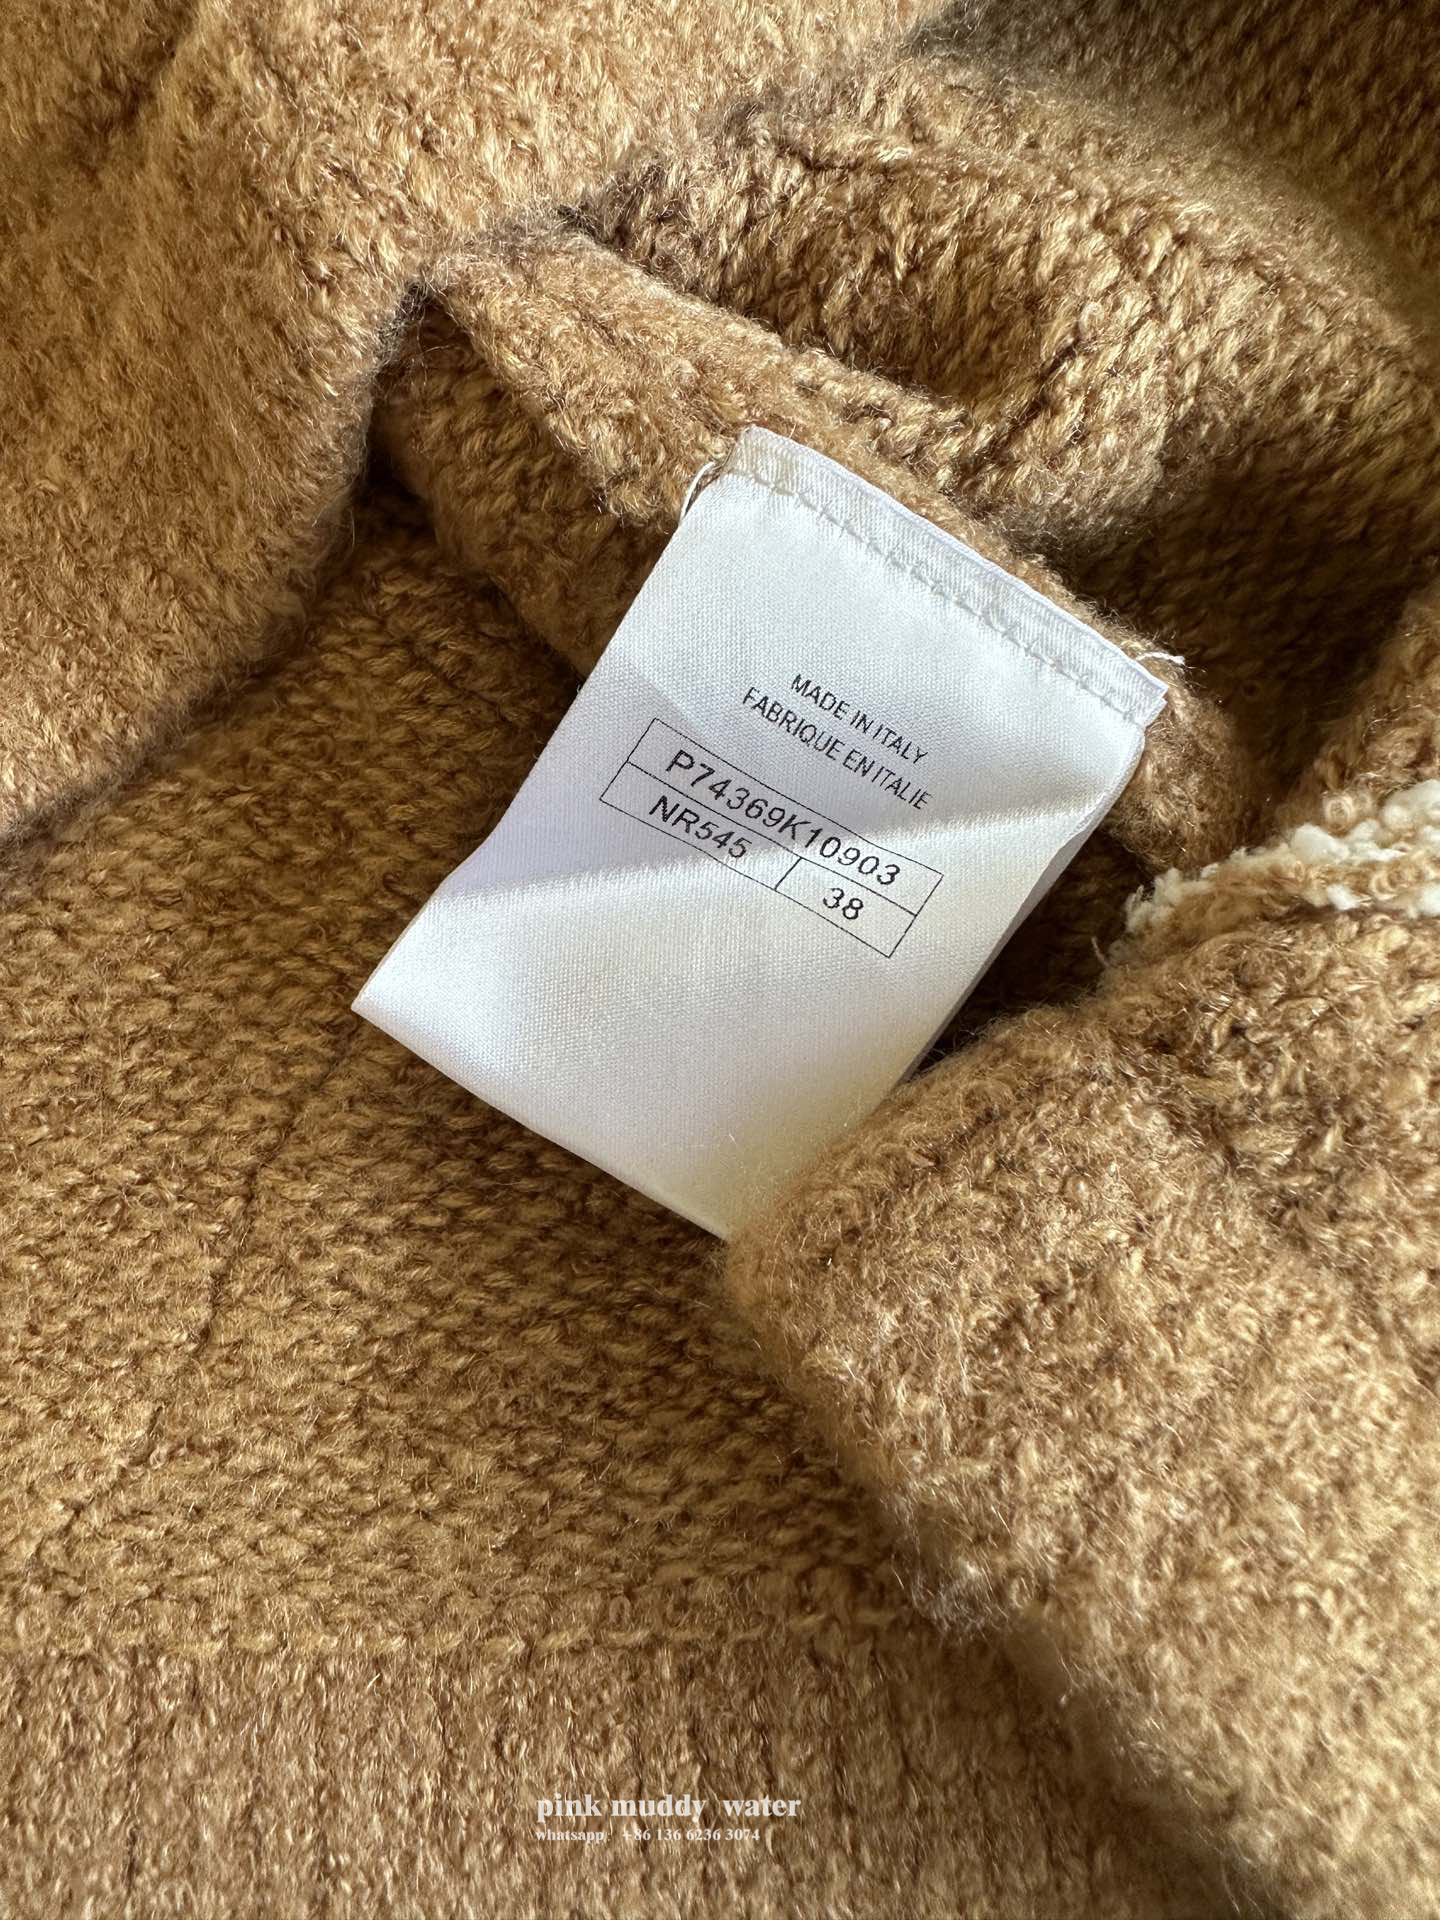 MADE IN ITALY
FABRIQUE EN ITALIE
P74369K10903
NR545 38
pink muddy water
whatsapp +86 136 6236 3074